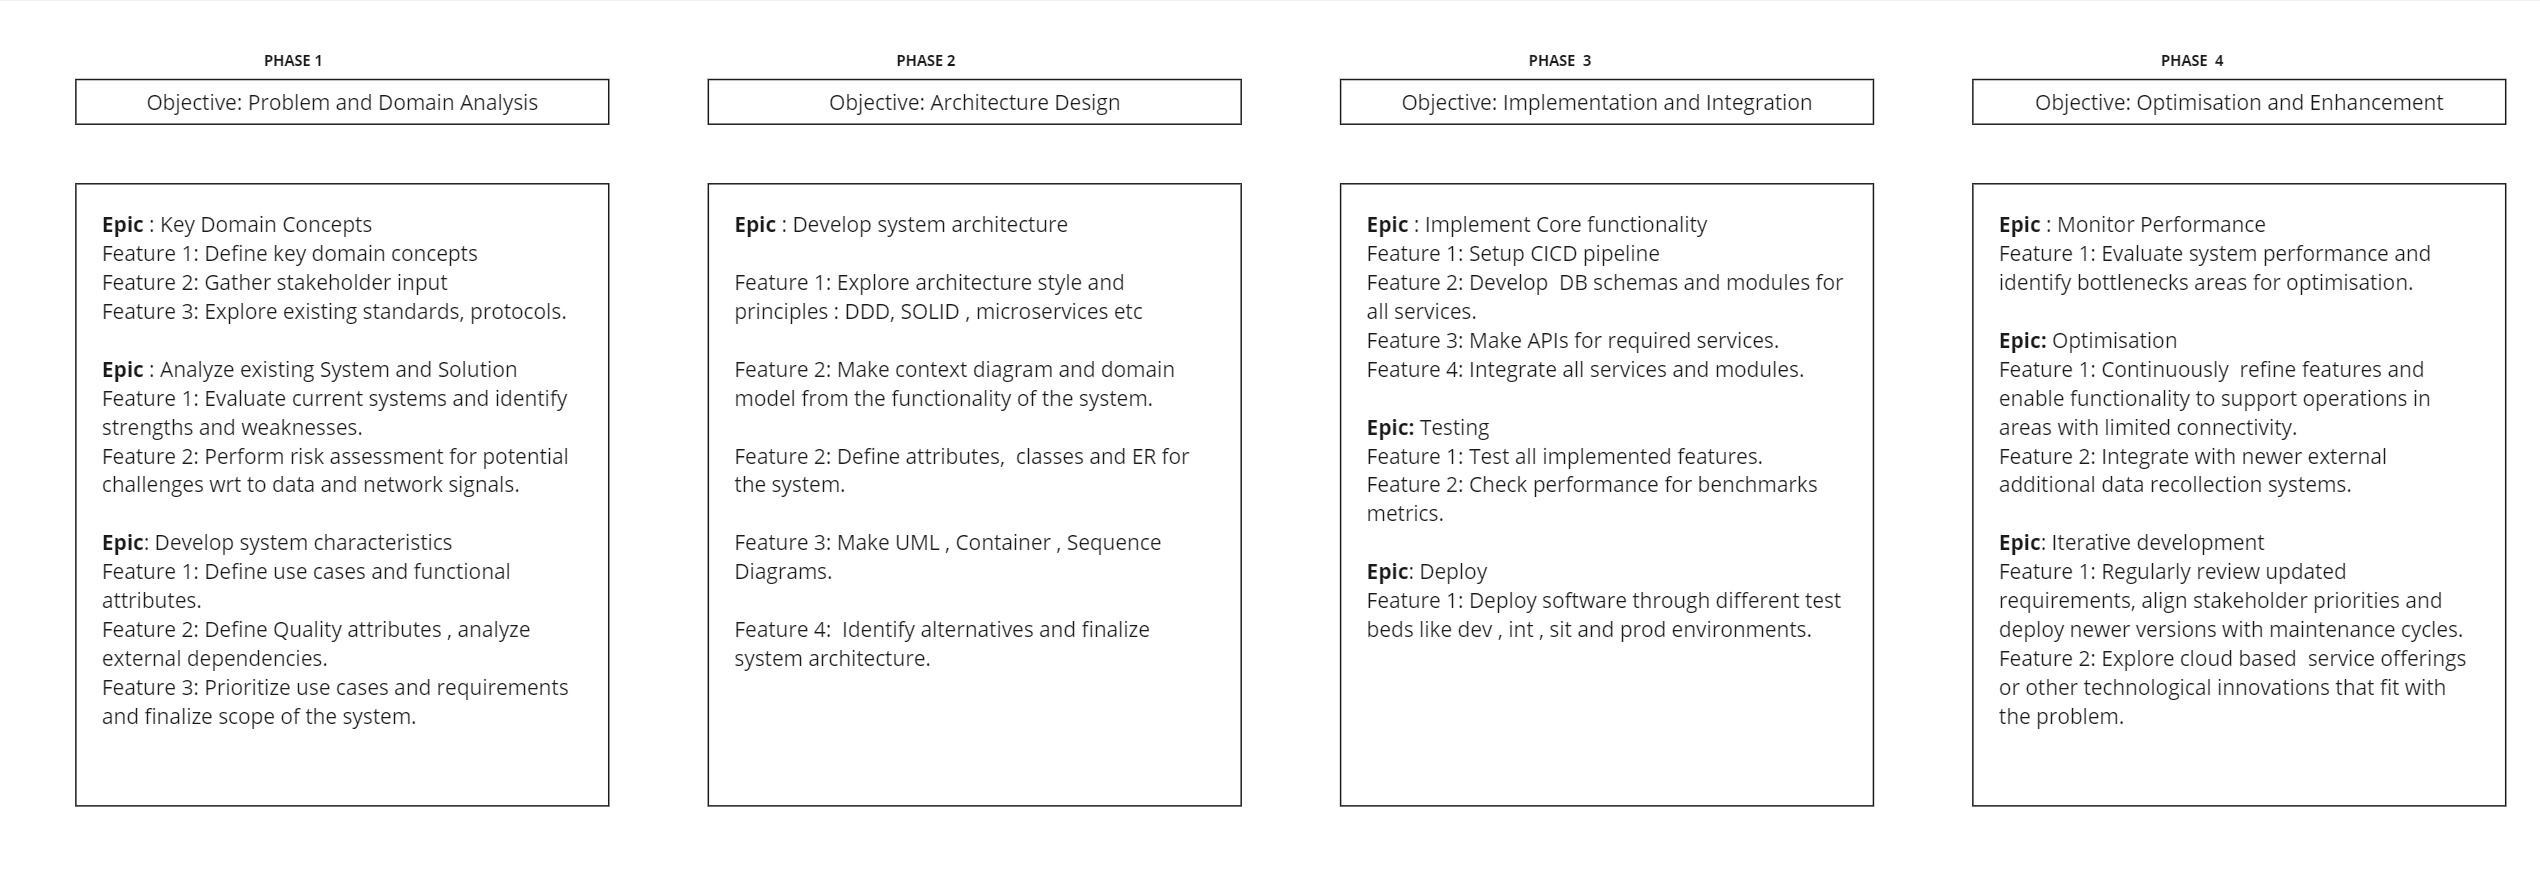 PHASE 1
Objective: Problem and Domain Analysis
Epic : Key Domain Concepts
Feature 1: Define key domain concepts
Feature 2: Gather stakeholder input
Feature 3: Explore existing standards, protocols.
Epic : Analyze existing System and Solution
Feature 1: Evaluate current systems and identify
strengths and weaknesses.
Feature 2: Perform risk assessment for potential
challenges wrt to data and network signals.
Epic: Develop system characteristics
Feature 1: Define use cases and functional
attributes.
Feature 2: Define Quality attributes , analyze
external dependencies.
Feature 3: Prioritize use cases and requirements
and finalize scope of the system.
PHASE 2
Objective: Architecture Design
Epic : Develop system architecture
Feature 1: Explore architecture style and
principles : DDD, SOLID , microservices etc
Feature 2: Make context diagram and domain
model from the functionality of the system.
Feature 2: Define attributes,  classes and ER for
the system.
Feature 3: Make UML , Container , Sequence
Diagrams.
Feature 4:  Identify alternatives and finalize
system architecture.
PHASE  3
Objective: Implementation and Integration
Epic : Implement Core functionality
Feature 1: Setup CICD pipeline
Feature 2: Develop  DB schemas and modules for
all services.
Feature 3: Make APIs for required services.
Feature 4: Integrate all services and modules.
Epic: Testing
Feature 1: Test all implemented features.
Feature 2: Check performance for benchmarks
metrics.
Epic: Deploy
Feature 1: Deploy software through different test
beds like dev , int , sit and prod environments.
PHASE  4
Objective: Optimisation and Enhancement
Epic : Monitor Performance
Feature 1: Evaluate system performance and
identify bottlenecks areas for optimisation.
Epic: Optimisation
Feature 1: Continuously  refine features and
enable functionality to support operations in
areas with limited connectivity.
Feature 2: Integrate with newer external
additional data recollection systems.
Epic: Iterative development
Feature 1: Regularly review updated
requirements, align stakeholder priorities and
deploy newer versions with maintenance cycles.
Feature 2: Explore cloud based  service offerings
or other technological innovations that fit with
the problem.